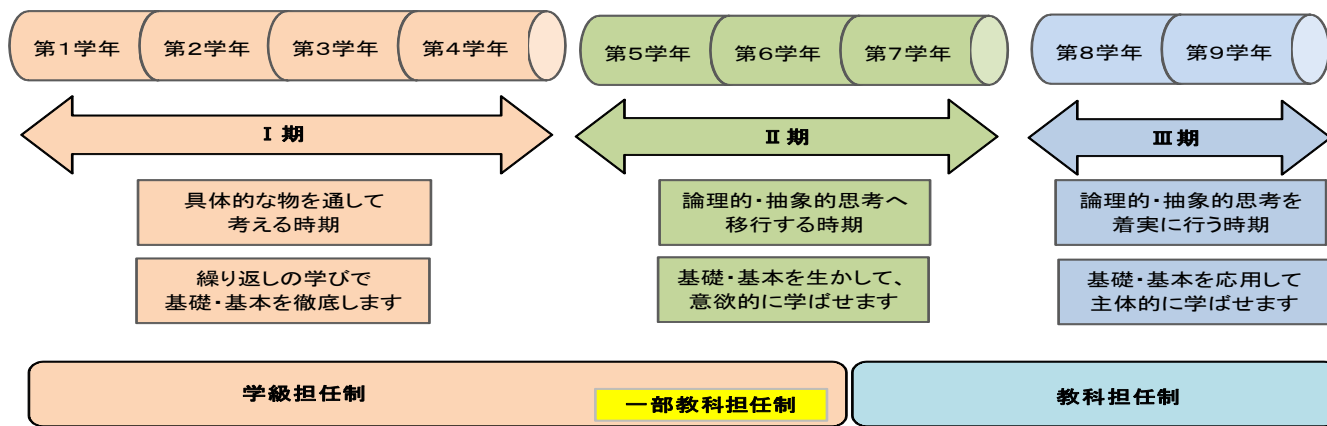 第1学年 第2学年 第3学年 第4学年 第5学年 第6学年 第7学年 第8学年 第9学年
Ⅰ期 Ⅱ期 Ⅲ期
具体的な物を通して
考える時期
論理的・抽象的思考へ
移行する時期
論理的・抽象的思考を
着実に行う時期
繰り返しの学びで
基礎・基本を徹底します
基礎・基本を生かして、
意欲的に学ばせます
基礎・基本を応用して
主体的に学ばせます
学級担任制
一部教科担任制
教科担任制